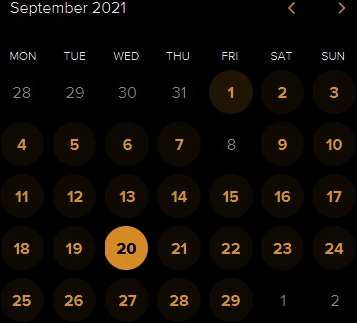 September 2021
MON TUE WED THU FRI SAT SUN
28 29 30 31 1 2 3
4 5 6 7 8 9 10
11 12 13 14 15 16 17
18 19 20 21 22 23 24
25 26 27 28 29 1 2